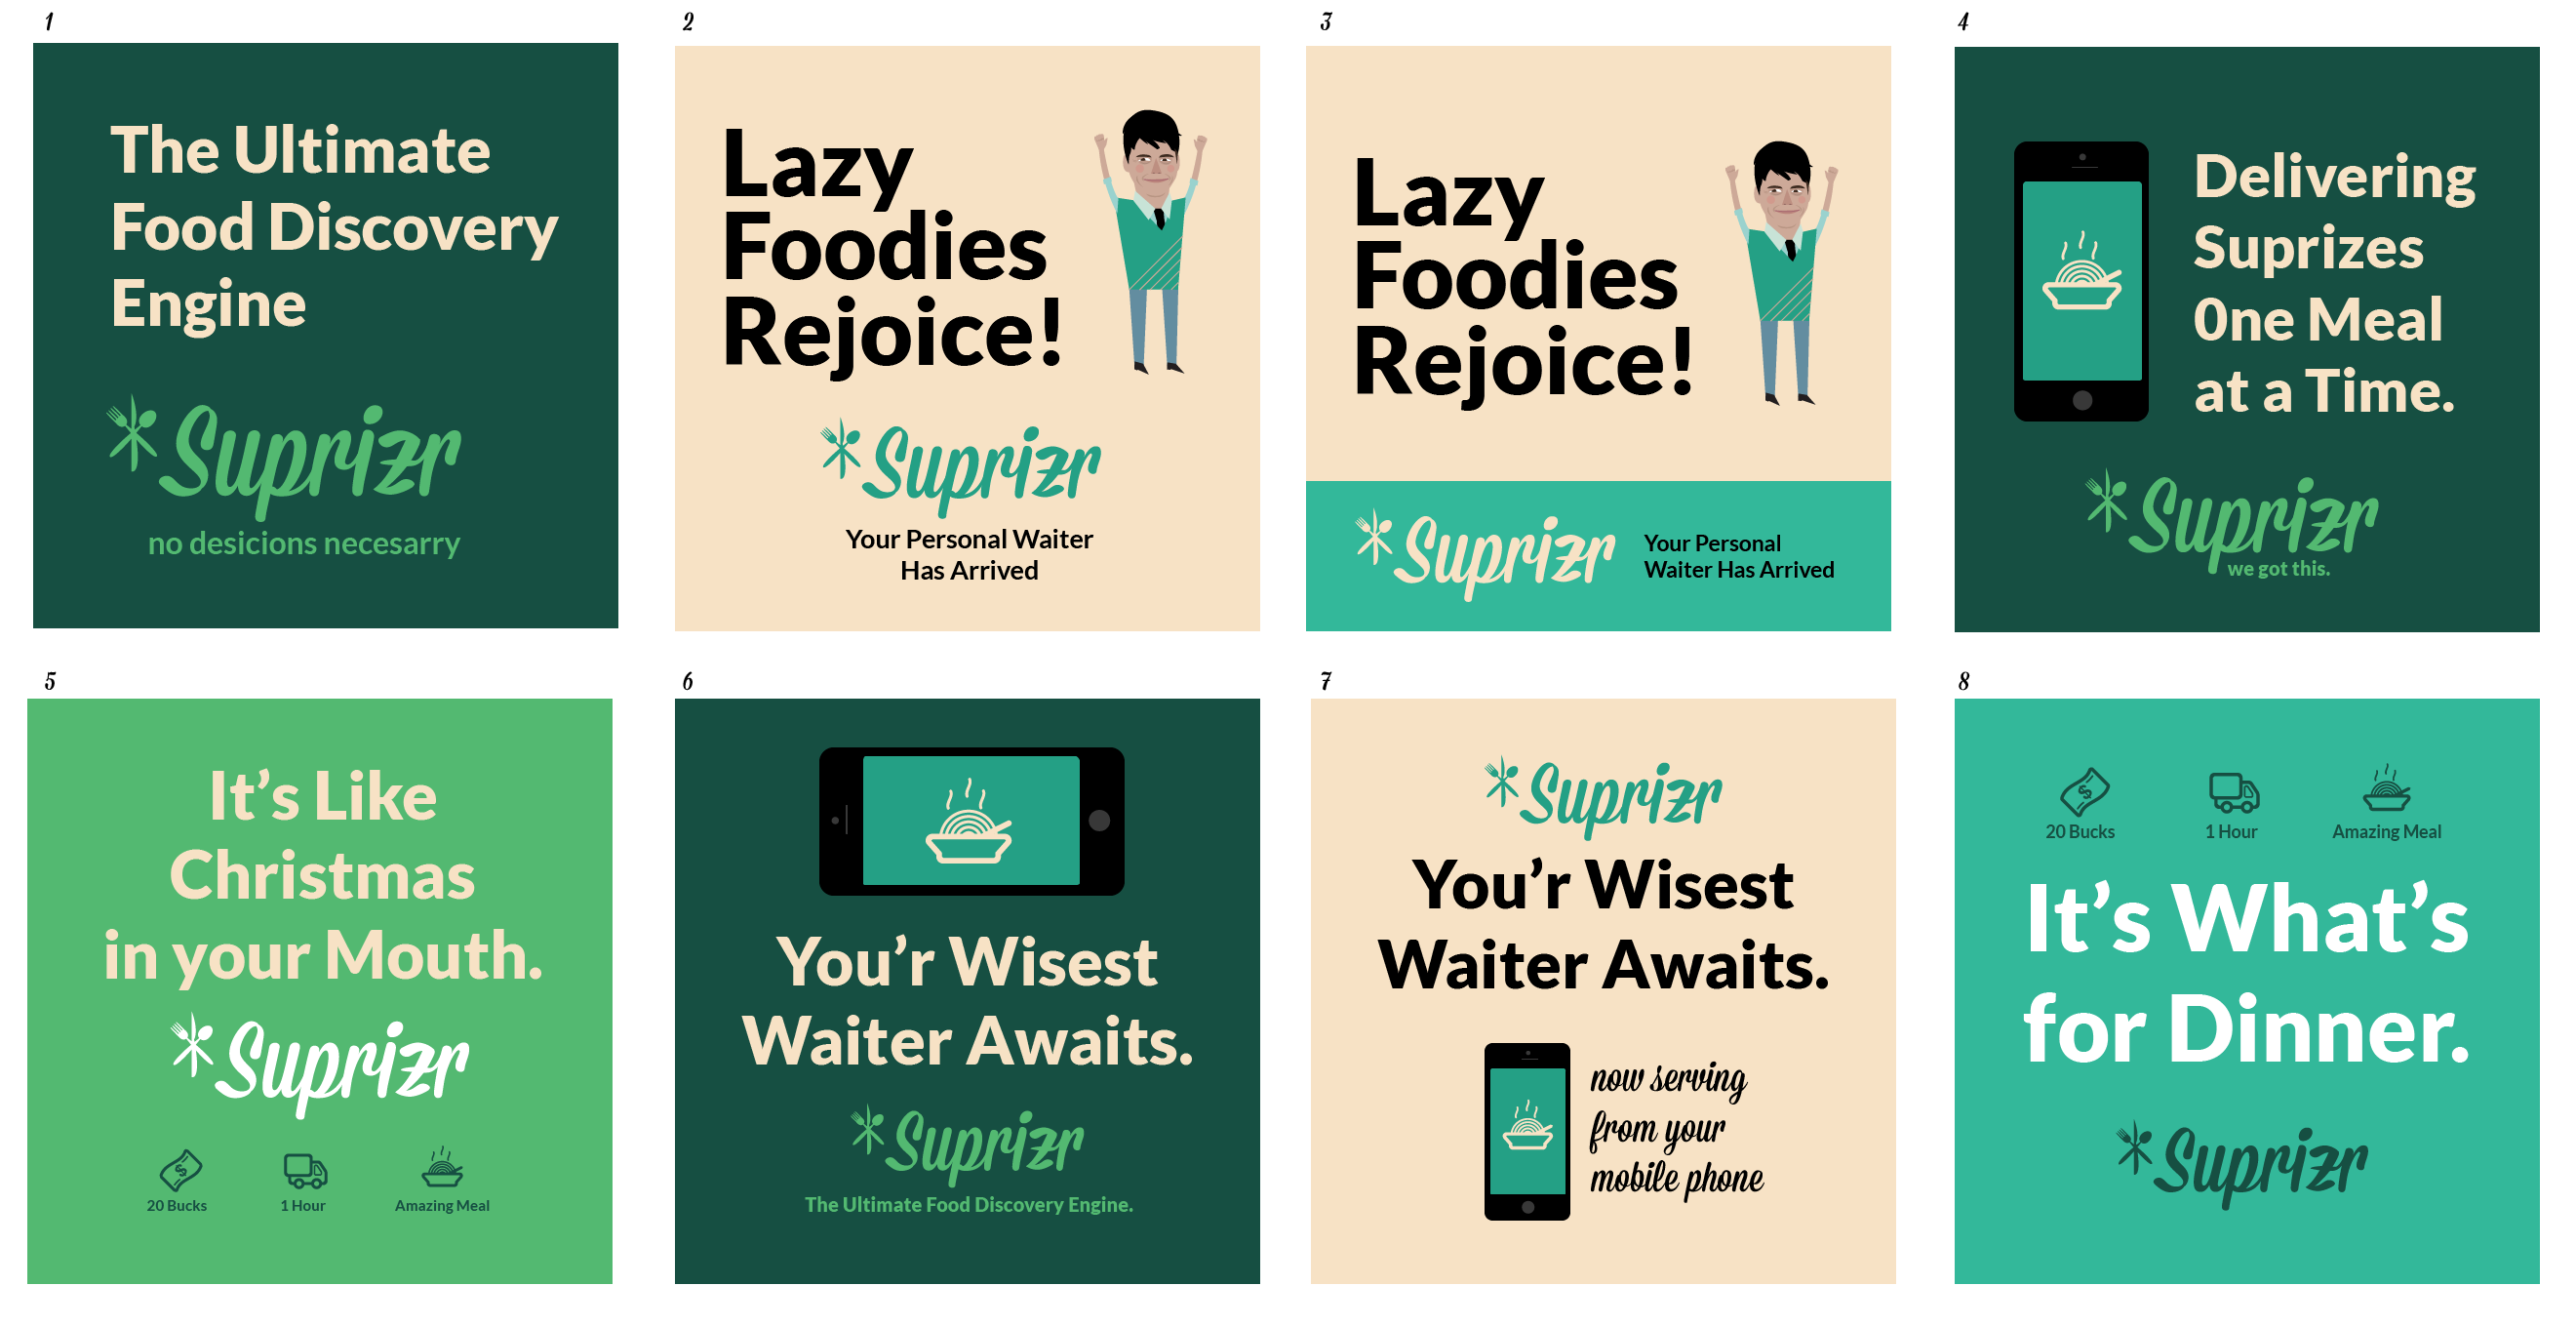 1
The Ultimate
Food Discovery
Engine
Suprizr
no desicions necesarry
2
Lazy
Foodies
Rejoice!
Suprizr
Your Personal Waiter
Has Arrived
3
Lazy
Foodies
Rejoice!
Suprizr
Your Personal
Waiter Has Arrived
4
Delivering
Suprizes
0ne Meal
at a Time.
Suprizr
we got this.
5
It’s Like
Christmas
in your Mouth.
Suprizr
$
20 Bucks
1 Hour
Amazing Meal
6
You’r Wisest
Waiter Awaits.
Suprizr
The Ultimate Food Discovery Engine.
7
Suprizr
You’r Wisest
Waiter Awaits.
now serving
from your
mobile phone
8
$
20 Bucks
1 Hour
Amazing Meal
It’s What’s
for Dinner.
Suprizr